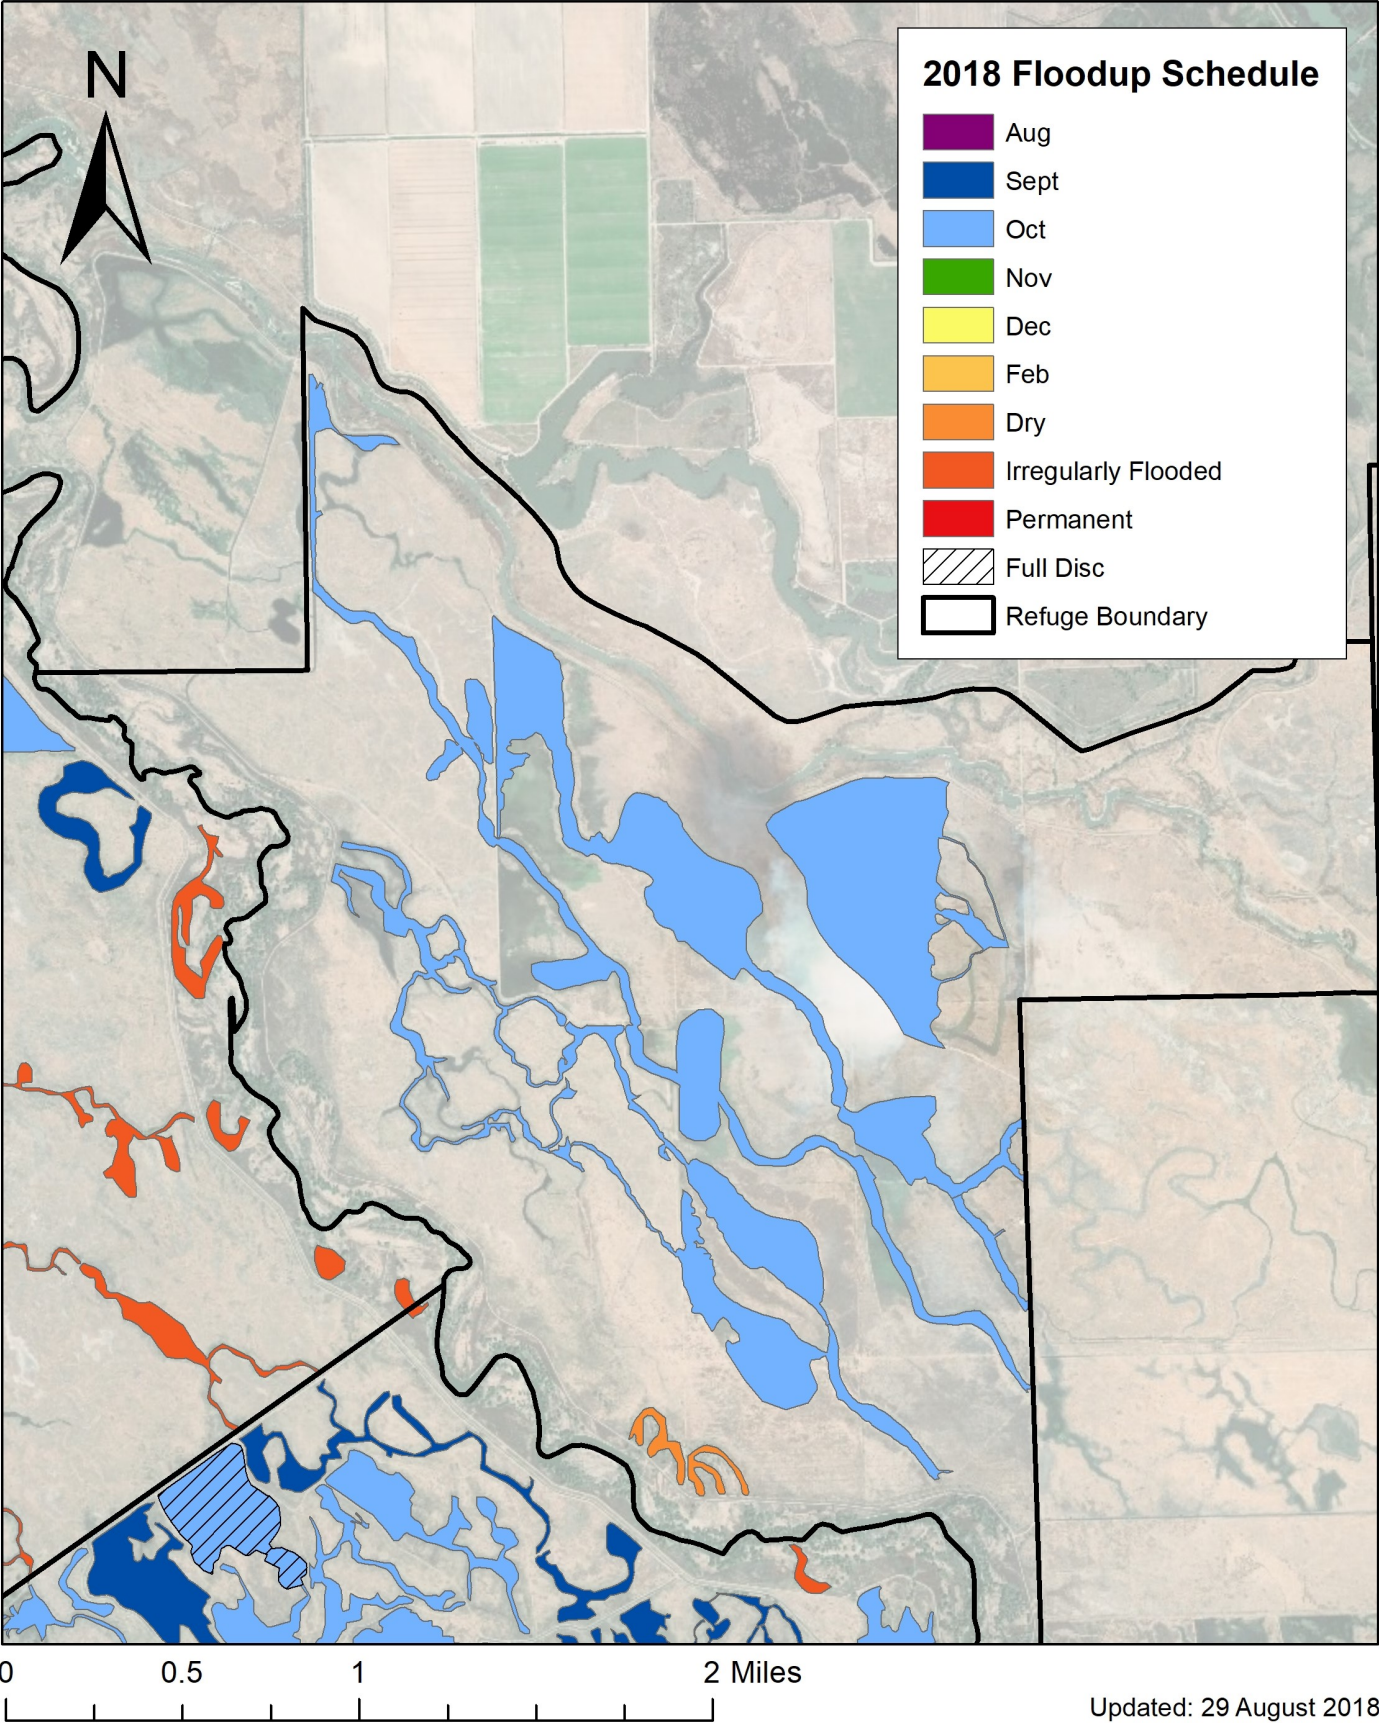 N
2018 Floodup Schedule
Aug
Sept
Oct
Nov
Dec
Feb
Dry
Irregularly Flooded
Permanent
Full Disc
Refuge Boundary
0 0.5 1 2 Miles
Updated: 29 August 2018